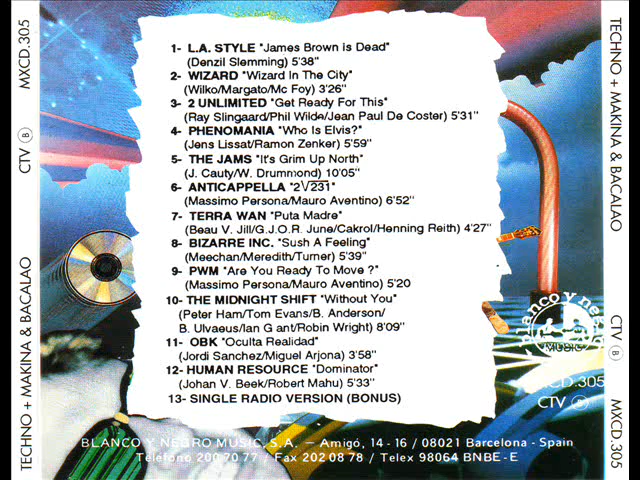 1- L.A. STYLE "James Brown is Dead"
(Denzil Slemming) 5'38"
2- WIZARD "Wizard In The City"
(Wilko/Margato/Mc Foy) 3'26"
3- 2 UNLIMITED "Get Ready For This"
(Ray Slingaard/Phil Wilde/Jean Paul De Coster) 5'31"
4- PHENOMANIA "Who Is Elvis?"
(Jens Lissat/Ramon Zenker) 5'59"
5- THE JAMS "It's Grim Up North"
(J. Cauty/W. Drummond) 10'05"
6- ANTICAPPELLA "2√231"
(Massimo Persona/Mauro Aventino) 6'52"
7- TERRA WAN "Puta Madre"
(Beau V. Jill/G.J.O.R. June/Cakrol/Henning Reith) 4'27"
8- BIZARRE INC. "Sush A Feeling"
(Meechan/Meredith/Turner) 5'39"
9- PWM "Are You Ready To Move ?"
(Massimo Persona/Mauro Aventino) 5'20
10- THE MIDNIGHT SHIFT "Without You"
(Peter Ham/Tom Evans/B. Anderson/
B. Ulvaeus/Ian G ant/Robin Wright) 8'09"
11- OBK "Oculta Realidad"
(Jordi Sanchez/Miguel Arjona) 3'58"
12- HUMAN RESOURCE "Dominator"
(Johan V. Beek/Robert Mahu) 5'33"
13- SINGLE RADIO VERSION (BONUS)
BLANCO Y NEGRO MUSIC, S.A. – Amigó, 14 - 16 / 08021 Barcelona - Spain
Teléfono 200 70 77 / Fax 202 08 78 / Telex 98064 BNBE - E
TECHNO + MAKINA & BACALAO CTV B MXCD.305
TECHNO + MAKINA & BACALAO CTV B MXCD.305
blanco y negro
MUSIC
CD.305
CTV B